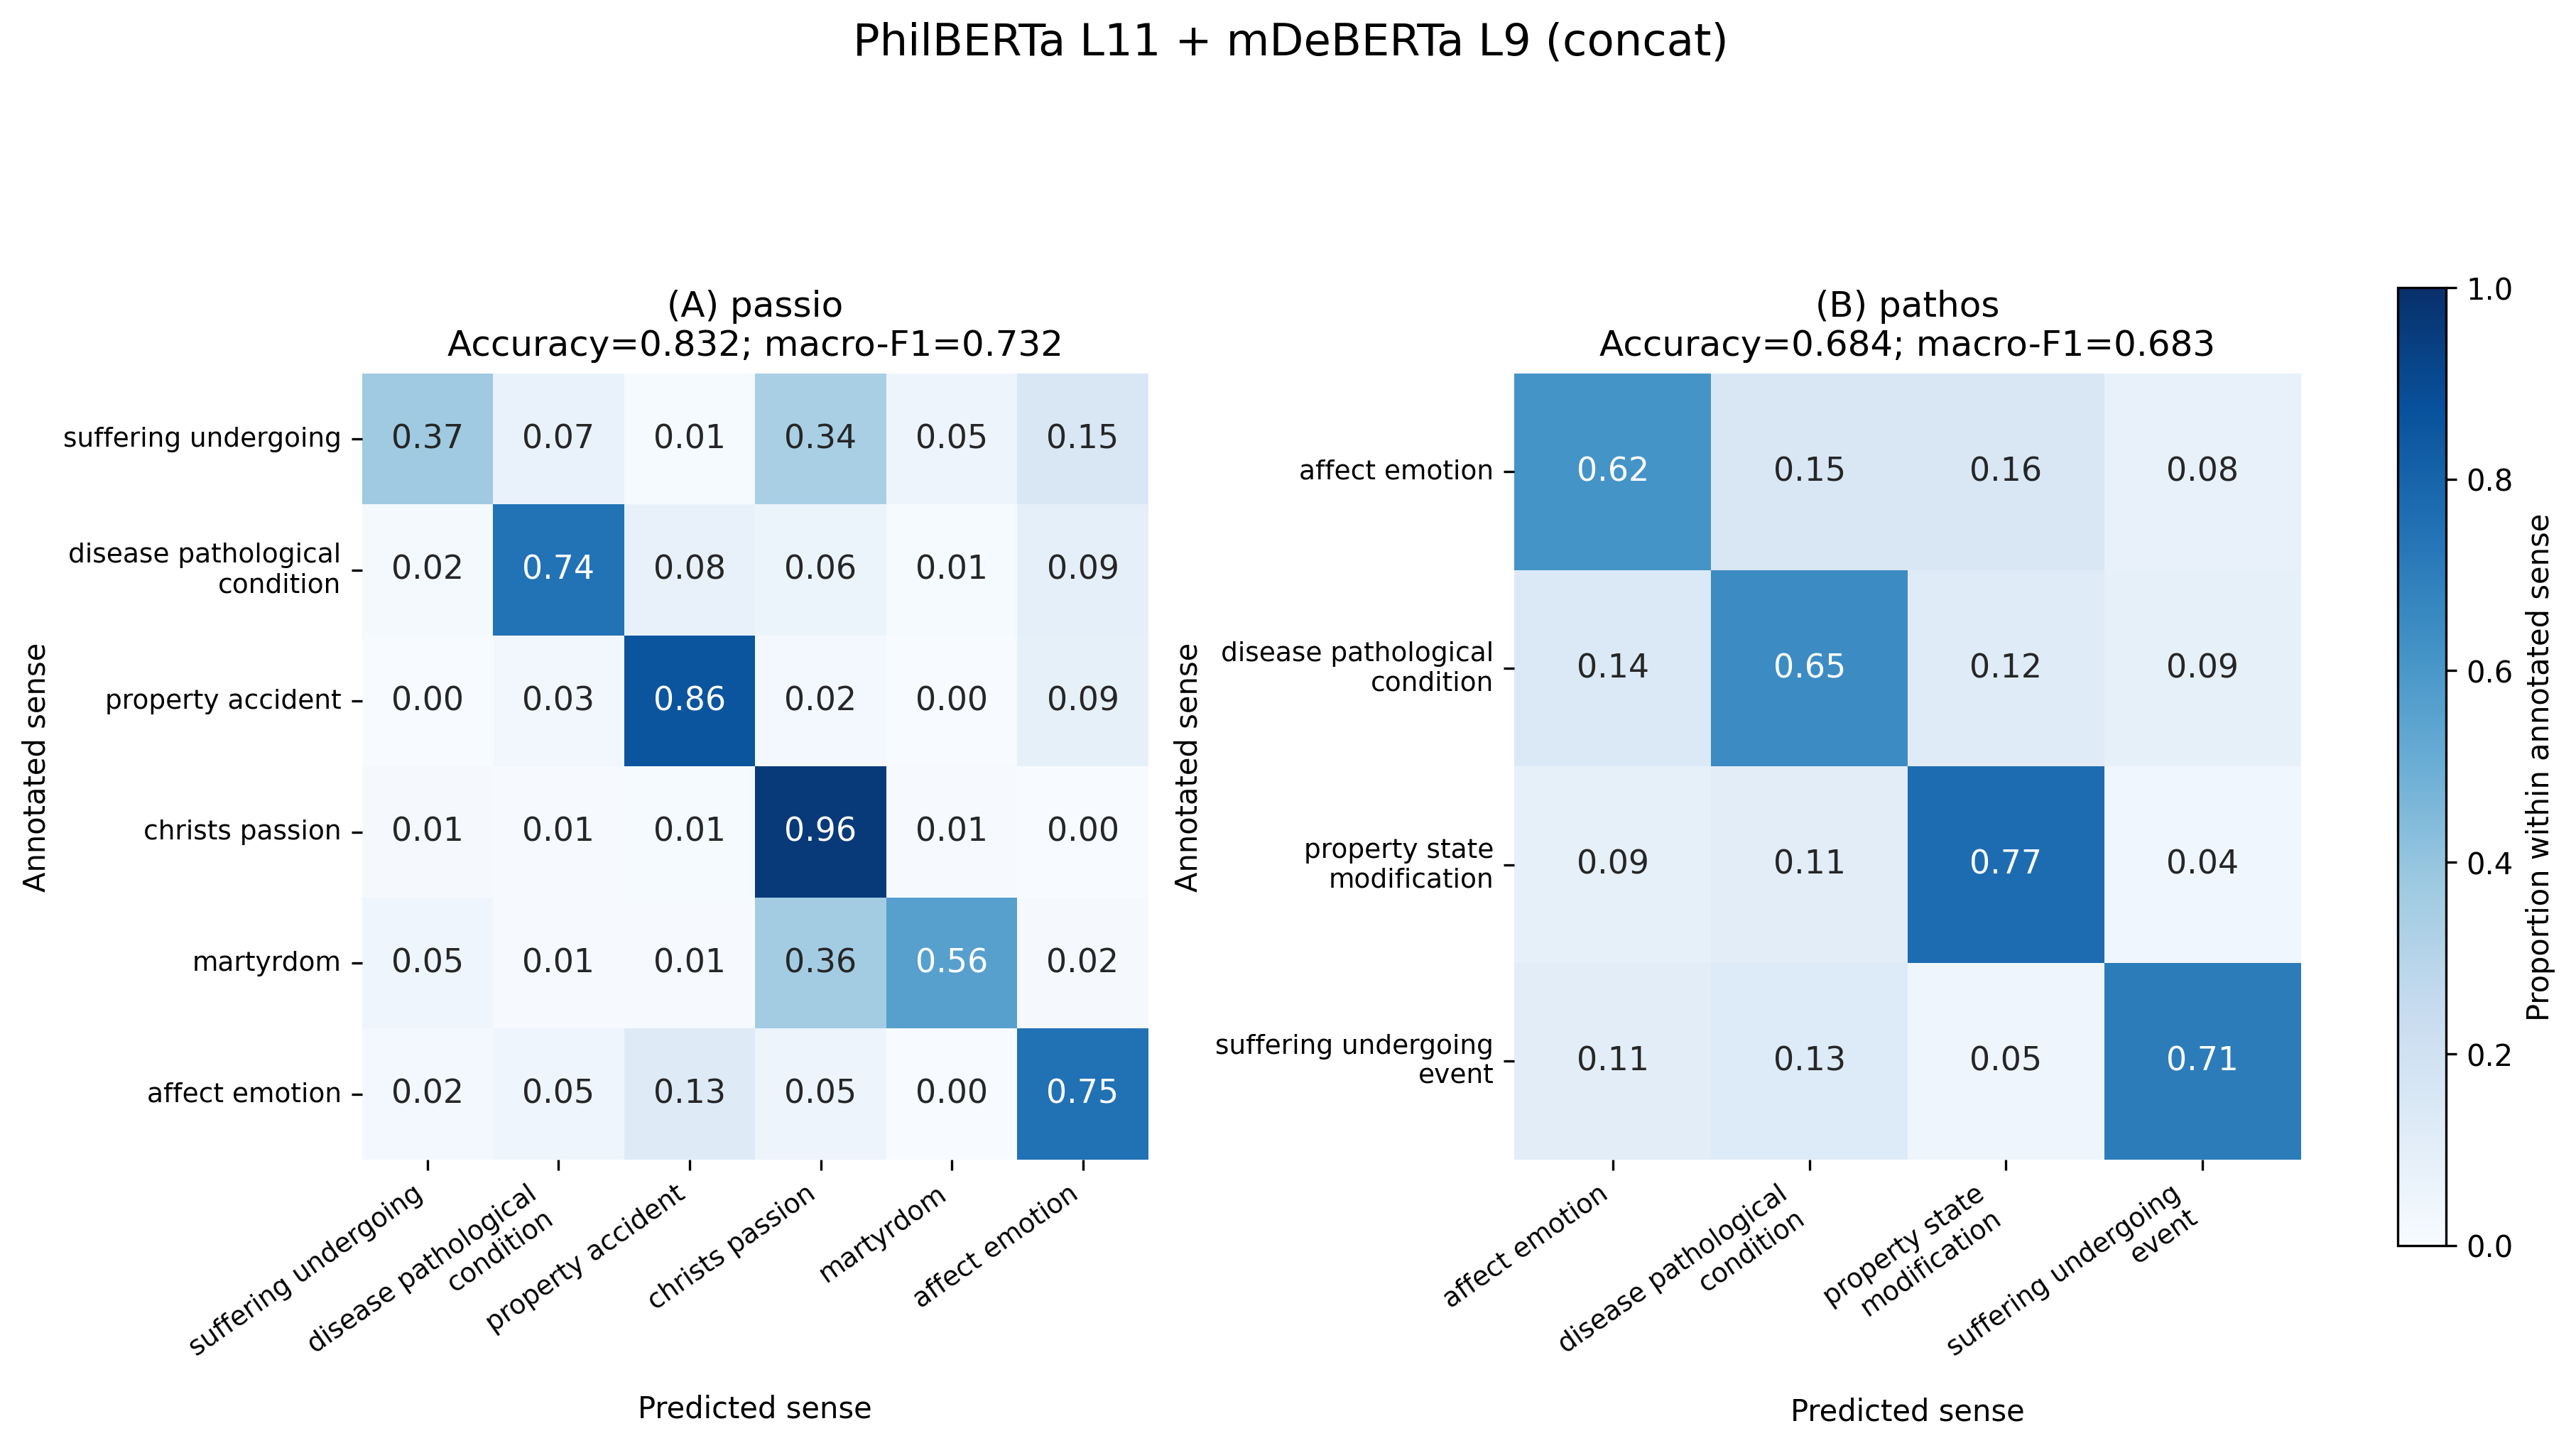 PhilBERTa L11 + mDeBERTa L9 (concat)
(A) passio
Accuracy=0.832; macro-F1=0.732
Annotated sense
suffering undergoing
0.37 0.07 0.01 0.34 0.05 0.15
disease pathological
condition
0.02 0.74 0.08 0.06 0.01 0.09
property accident
0.00 0.03 0.86 0.02 0.00 0.09
christs passion
0.01 0.01 0.01 0.96 0.01 0.00
martyrdom
0.05 0.01 0.01 0.36 0.56 0.02
affect emotion
0.02 0.05 0.13 0.05 0.00 0.75
suffering undergoing
disease pathological
condition
property accident
christs passion
martyrdom
affect emotion
Predicted sense
(B) pathos
Accuracy=0.684; macro-F1=0.683
Annotated sense
affect emotion
0.62 0.15 0.16 0.08
disease pathological
condition
0.14 0.65 0.12 0.09
property state
modification
0.09 0.11 0.77 0.04
suffering undergoing
event
0.11 0.13 0.05 0.71
affect emotion
disease pathological
condition
property state
modification
suffering undergoing
event
Predicted sense
1.0
0.8
0.6
0.4
0.2
0.0
Proportion within annotated sense